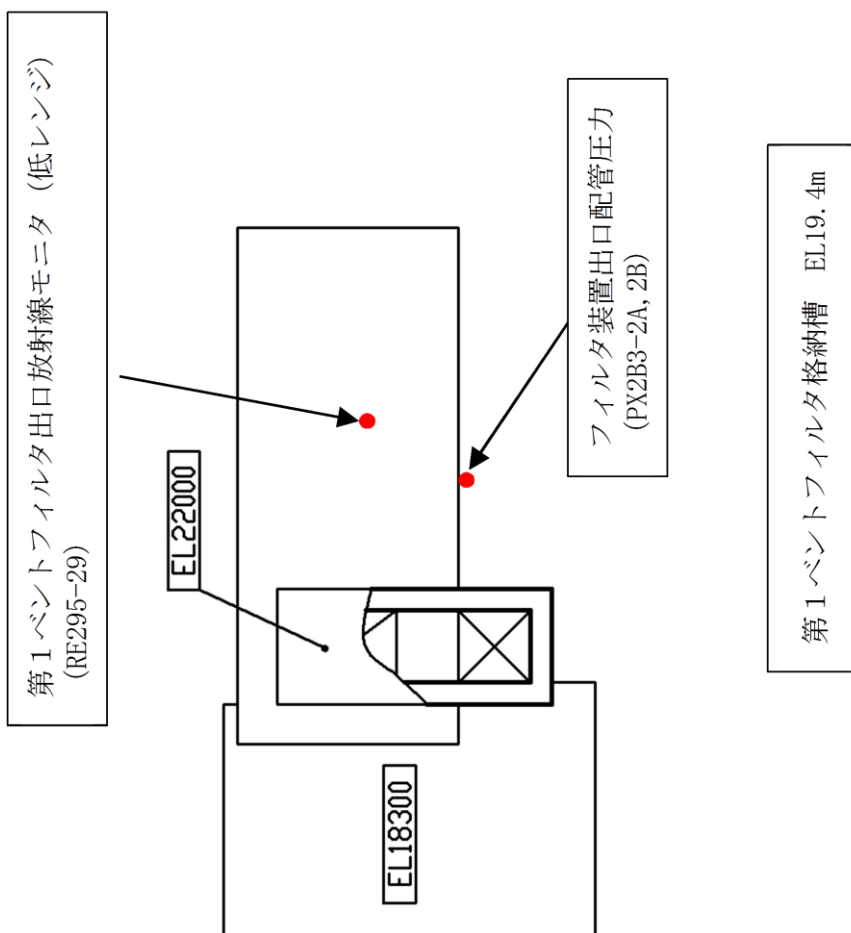 第1ベントフィルタ出口放射線モニタ (低レンジ)
(RE295-29)
EL22000
EL18300
フィルタ装置出口配管圧力
(PX2B3-2A, 2B)
第1ベントフィルタ格納槽 EL19.4m